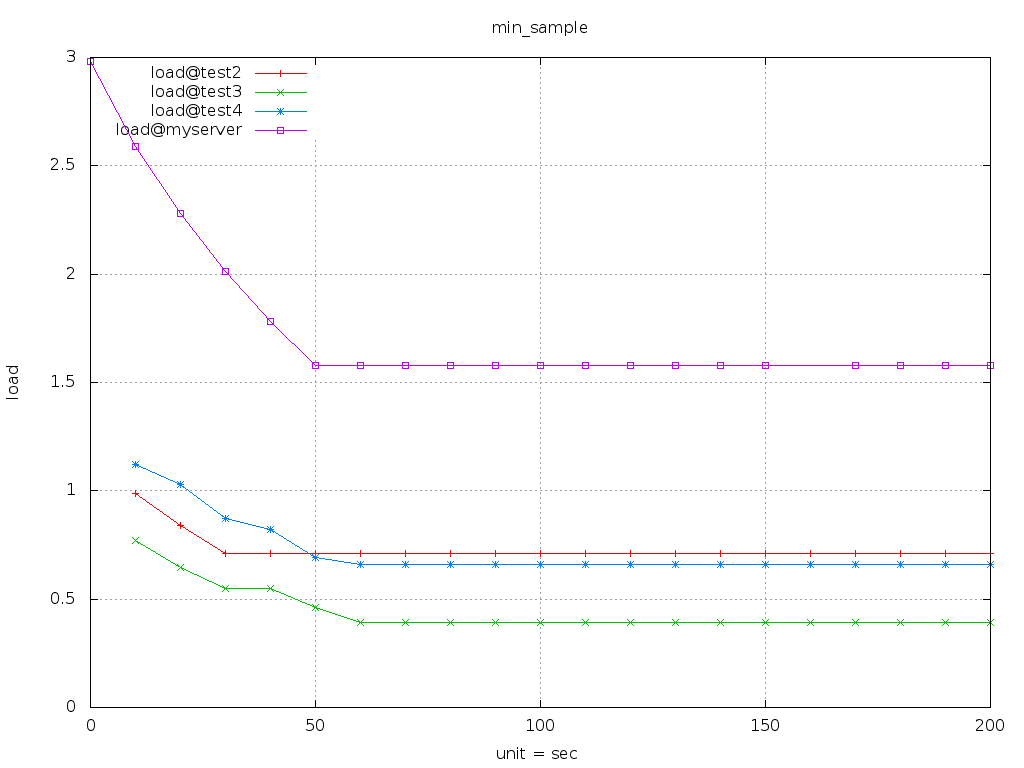 min_sample
3
load@test2
load@test3
load@test4
load@myserver
2.5
2
1.5
load
1
0.5
0
0 50 100 150 200
unit = sec